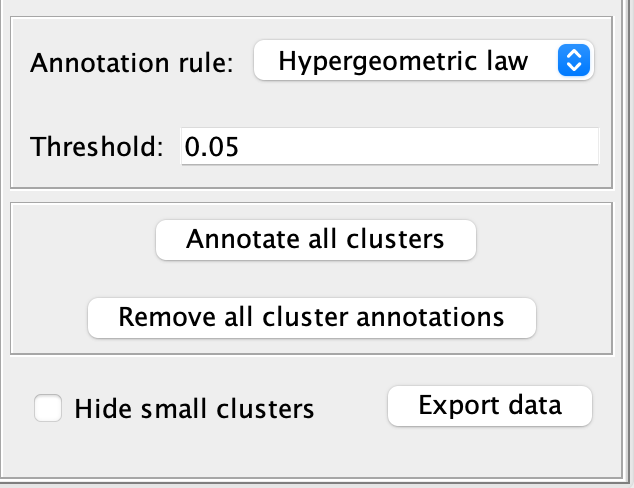 Annotation rule: Hypergeometric law
Threshold: 0.05
Annotate all clusters
Remove all cluster annotations
Hide small clusters Export data